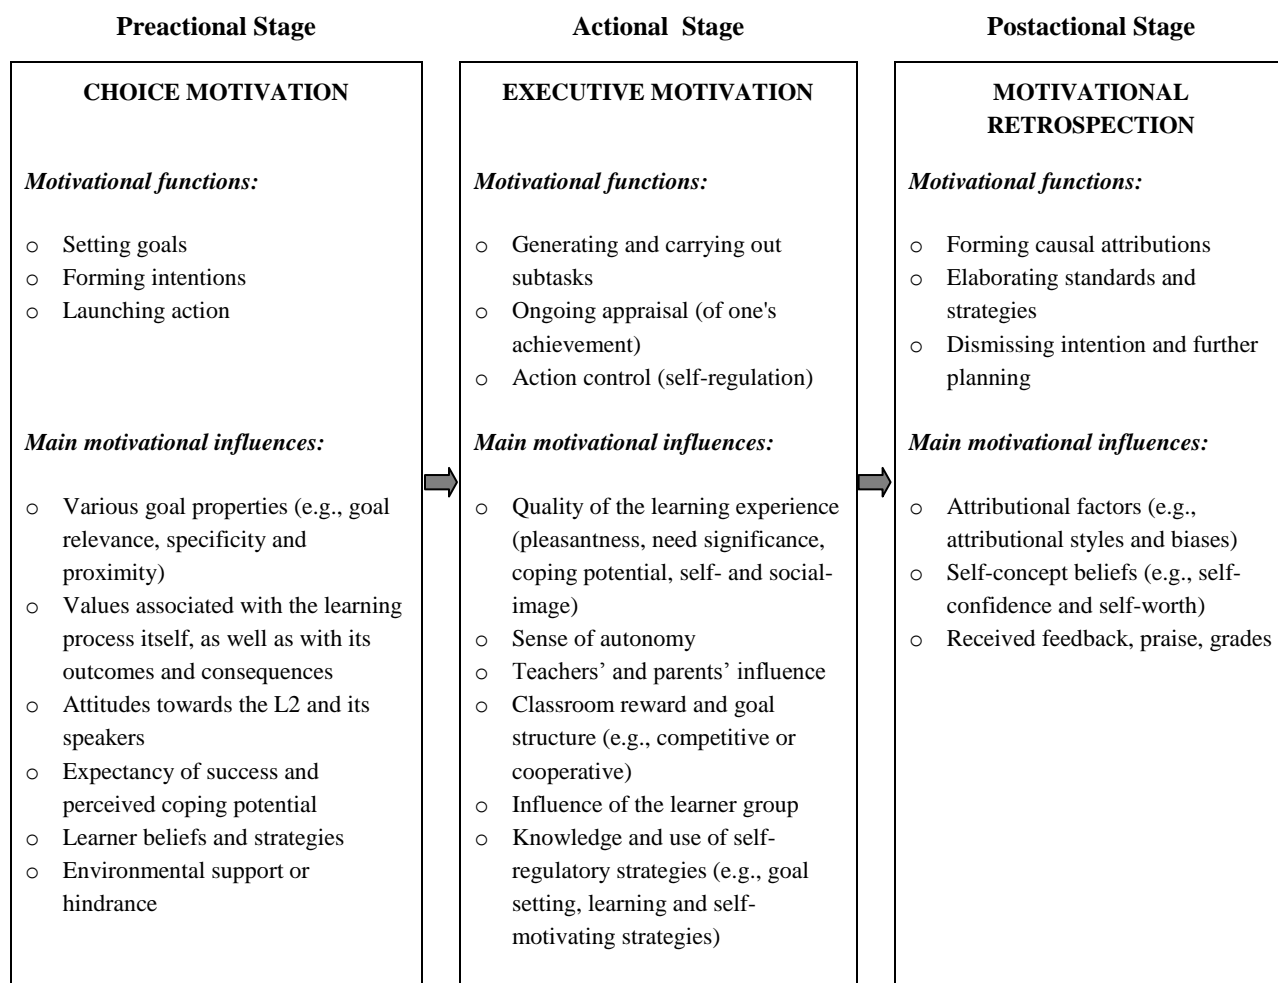 Preactional Stage
CHOICE MOTIVATION
Motivational functions:
o Setting goals
o Forming intentions
o Launching action
Main motivational influences:
o Various goal properties (e.g., goal
relevance, specificity and
proximity)
o Values associated with the learning
process itself, as well as with its
outcomes and consequences
o Attitudes towards the L2 and its
speakers
o Expectancy of success and
perceived coping potential
o Learner beliefs and strategies
o Environmental support or
hindrance
Actional Stage
EXECUTIVE MOTIVATION
Motivational functions:
o Generating and carrying out
subtasks
o Ongoing appraisal (of one's
achievement)
o Action control (self-regulation)
Main motivational influences:
o Quality of the learning experience
(pleasantness, need significance,
coping potential, self- and social-
image)
o Sense of autonomy
o Teachers’ and parents’ influence
o Classroom reward and goal
structure (e.g., competitive or
cooperative)
o Influence of the learner group
o Knowledge and use of self-
regulatory strategies (e.g., goal
setting, learning and self-
motivating strategies)
Postactional Stage
MOTIVATIONAL
RETROSPECTION
Motivational functions:
o Forming causal attributions
o Elaborating standards and
strategies
o Dismissing intention and further
planning
Main motivational influences:
o Attributional factors (e.g.,
attributional styles and biases)
o Self-concept beliefs (e.g., self-
confidence and self-worth)
o Received feedback, praise, grades